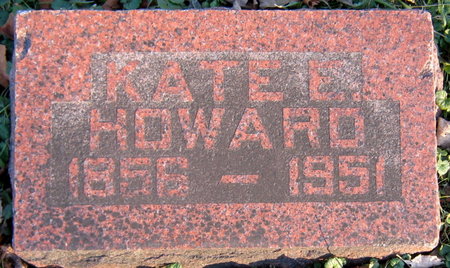 KATE E.
HOWARD
1856 – 1951